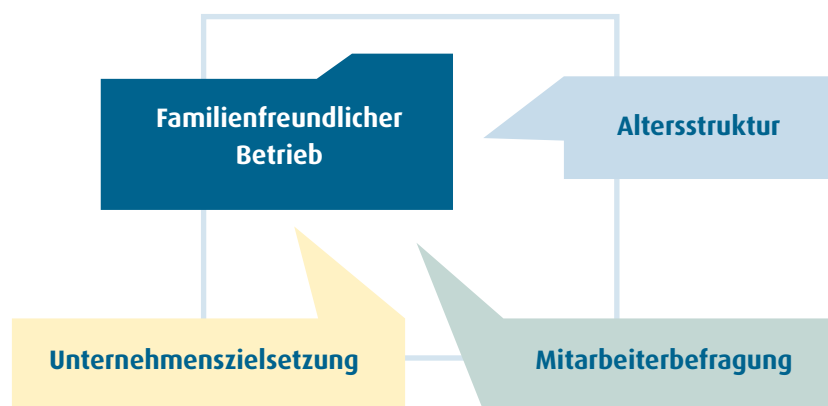 Familienfreundlicher
Betrieb
Altersstruktur
Unternehmenszielsetzung
Mitarbeiterbefragung